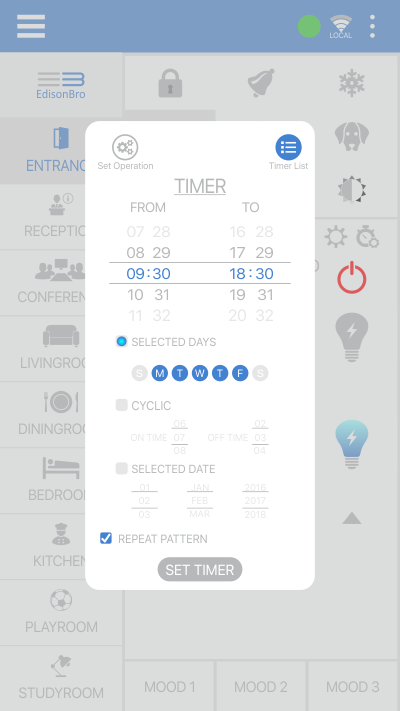 LOCAL
EdisonBro
ENTRANC
RECEPTIO
CONFEREN
LIVINGROO
DININGROO
BEDROOM
KITCHEN
PLAYROOM
STUDYROOM
Set Operation Timer List
TIMER
FROM TO
07 28 16 28
08 29 17 29
09:30 18:30
10 31 19 31
11 32 20 32
SELECTED DAYS
S M T W T F S
CYCLIC
06 02
ON TIME 07 OFF TIME 03
08 04
SELECTED DATE
01 JAN 2016
02 FEB 2017
03 MAR 2018
REPEAT PATTERN
SET TIMER
MOOD 1 MOOD 2 MOOD 3